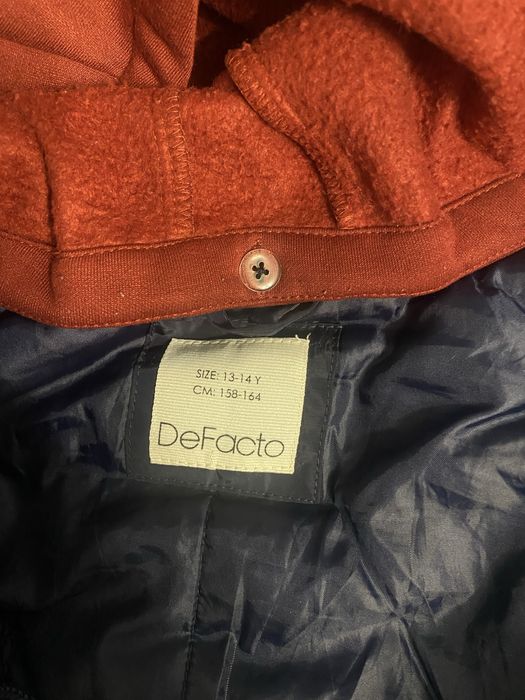 SIZE: 13-14 Y
CM: 158-164
DeFacto